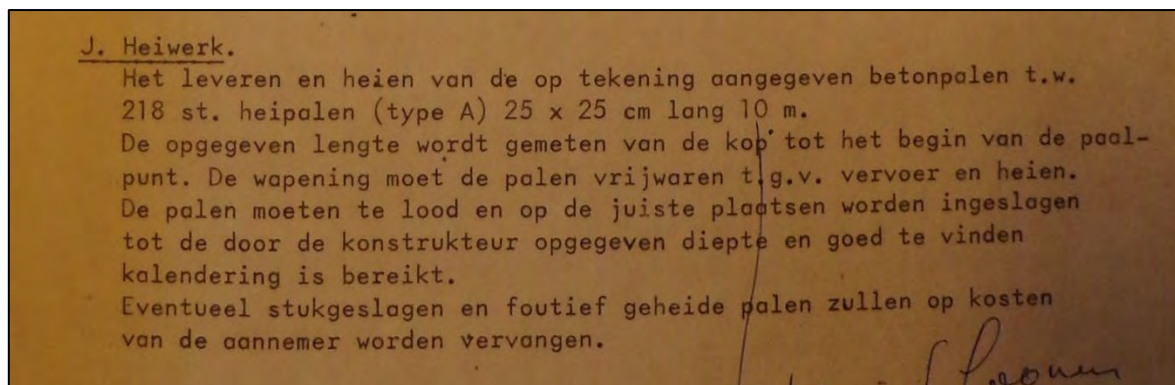 J. Heiwerk.
Het leveren en heien van de op tekening aangegeven betonpalen t.w.
218 st. heipalen (type A) 25 x 25 cm lang 10 m.
De opgegeven lengte wordt gemeten van de kop tot het begin van de paal-
punt. De wapening moet de palen vrijwaren t.g.v. vervoer en heien.
De palen moeten te lood en op de juiste plaatsen worden ingeslagen
tot de door de konstrukteur opgegeven diepte en goed te vinden
kalendering is bereikt.
Eventueel stukgeslagen en foutief geheide palen zullen op kosten
van de aannemer worden vervangen.